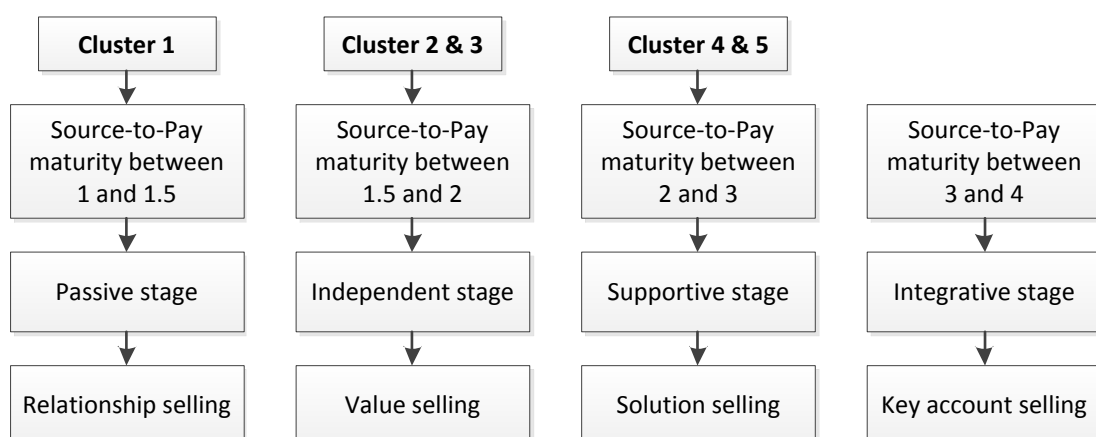 Cluster 1
Cluster 2 & 3
Cluster 4 & 5
Source-to-Pay
maturity between
1 and 1.5
Source-to-Pay
maturity between
1.5 and 2
Source-to-Pay
maturity between
2 and 3
Source-to-Pay
maturity between
3 and 4
Passive stage
Independent stage
Supportive stage
Integrative stage
Relationship selling
Value selling
Solution selling
Key account selling